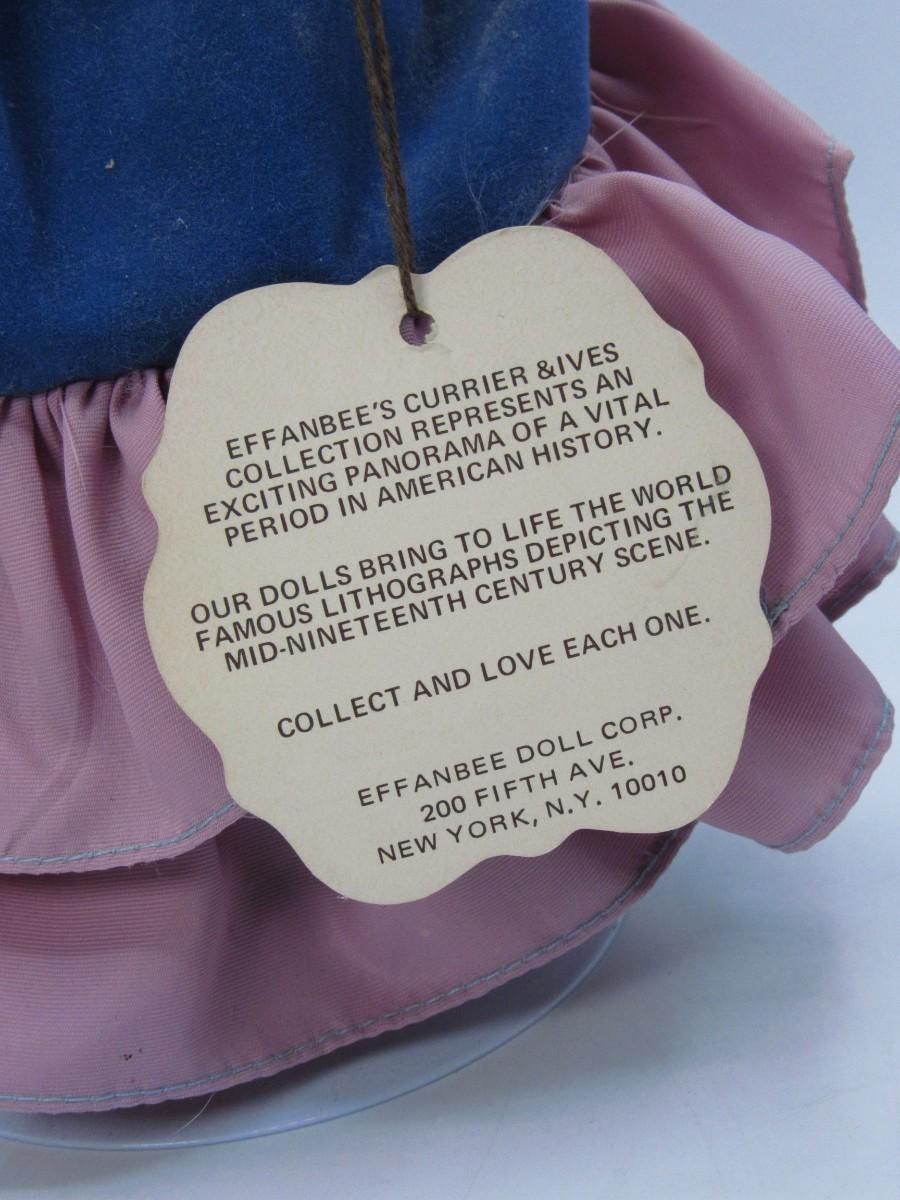 EFFANBEE'S CURRIER &IVES
COLLECTION REPRESENTS AN
EXCITING PANORAMA OF A VITAL
PERIOD IN AMERICAN HISTORY.
OUR DOLLS BRING TO LIFE THE WORLD
FAMOUS LITHOGRAPHS DEPICTING THE
MID-NINETEENTH CENTURY SCENE.
COLLECT AND LOVE EACH ONE.
EFFANBEE DOLL CORP.
200 FIFTH AVE.
NEW YORK, N.Y. 10010